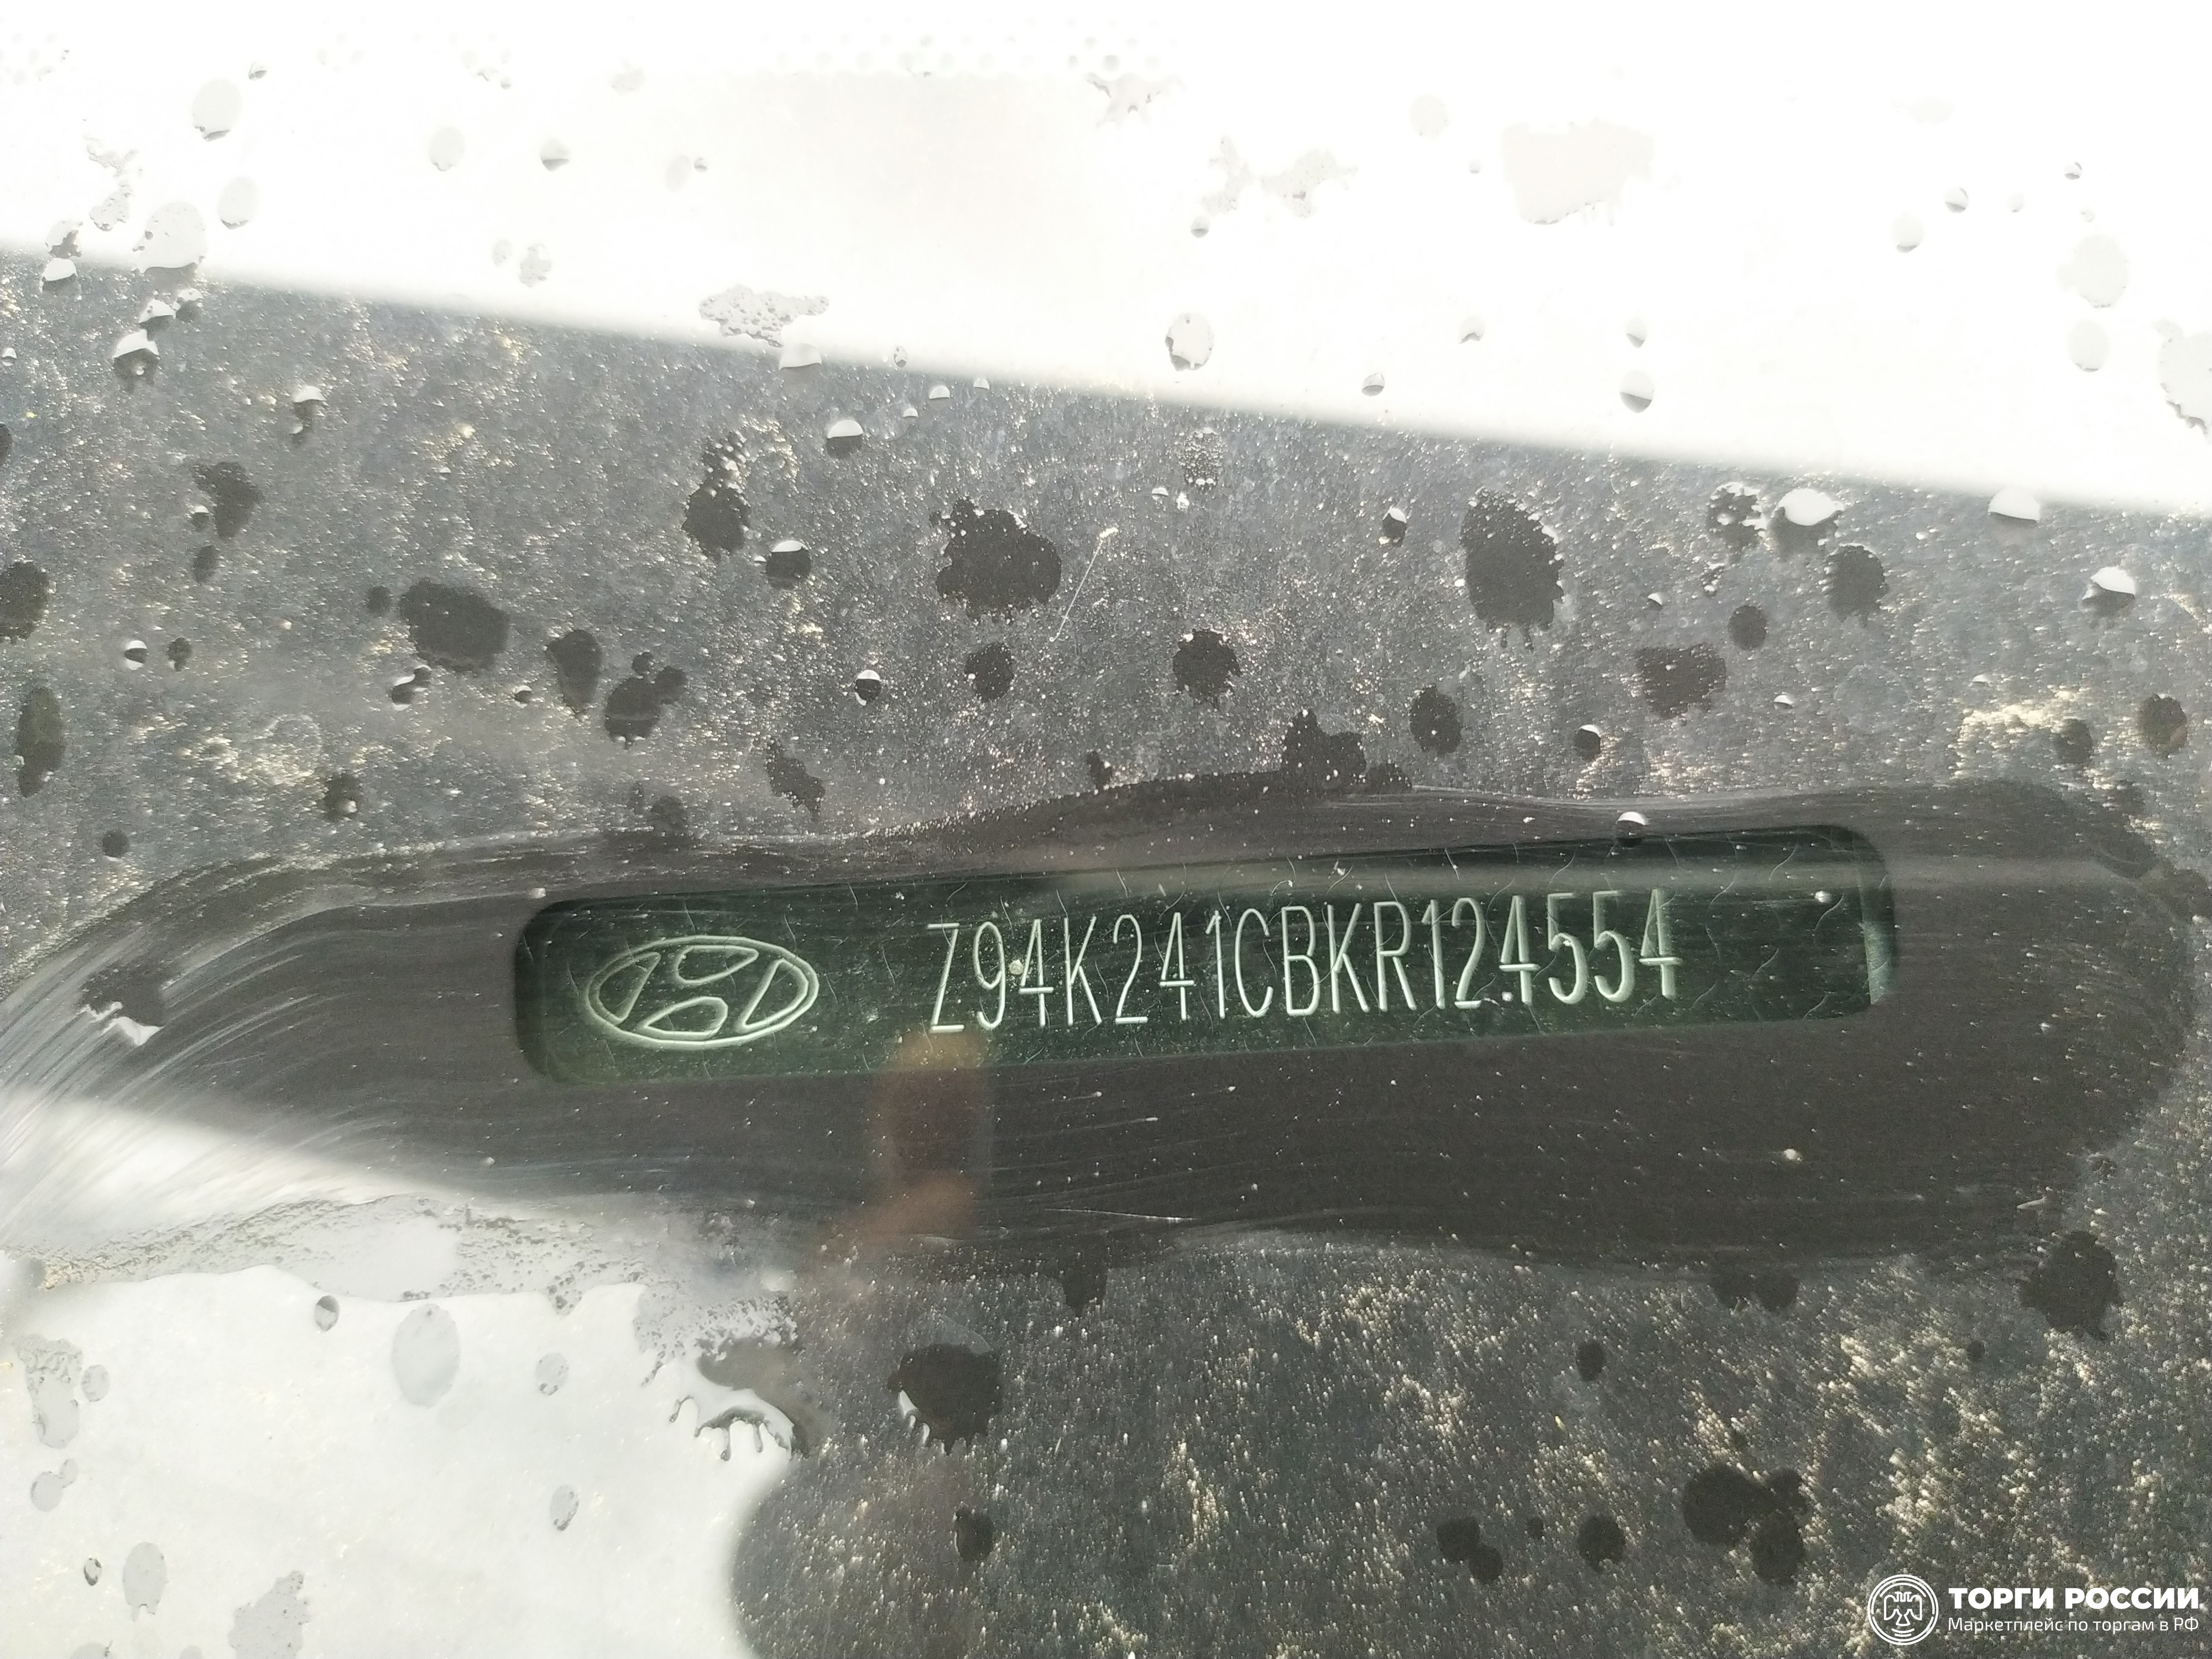 Z94K241CBKR124554
ТОРГИ РОССИИ
Маркетплейс по торгам в РФ